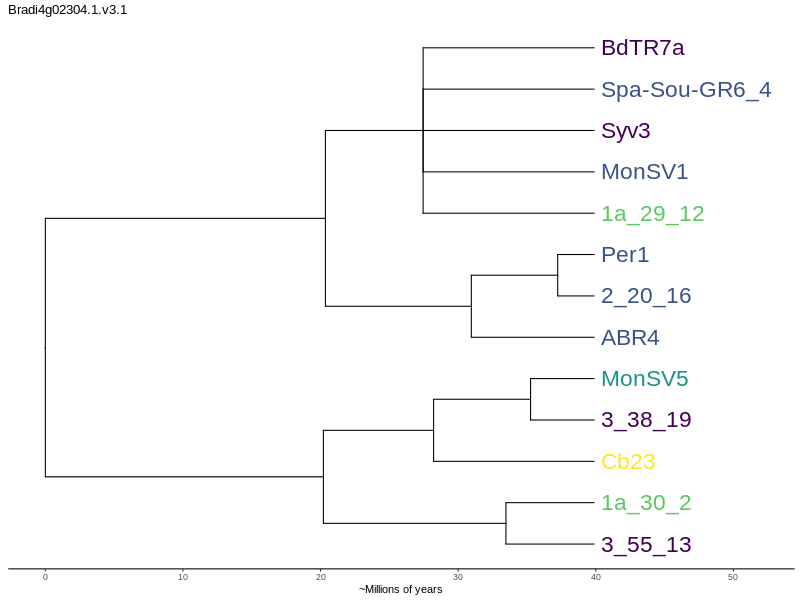 Bradi4g02304.1.v3.1
BdTR7a
Spa-Sou-GR6_4
Syv3
MonSV1
1a_29_12
Per1
2_20_16
ABR4
MonSV5
3_38_19
Cb23
1a_30_2
3_55_13
0 10 20 30 40 50
~Millions of years